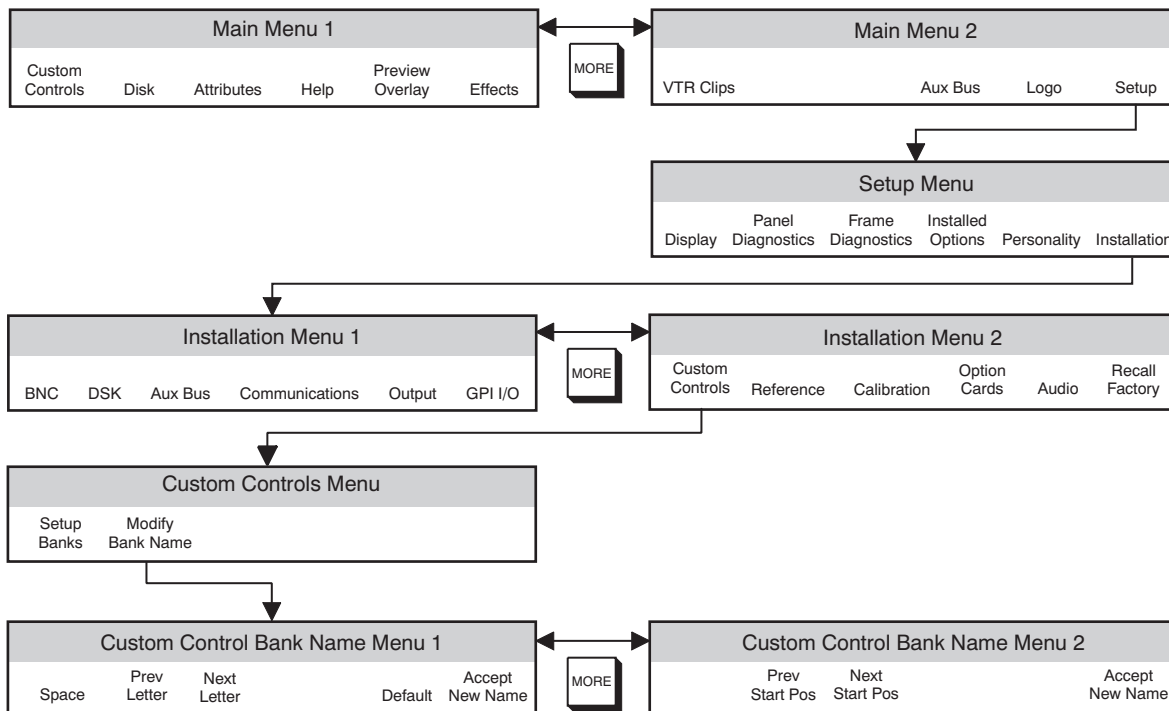 Main Menu 1
Custom
Controls
Disk
Attributes
Help
Preview
Overlay
Effects
MORE
Main Menu 2
VTR Clips
Aux Bus
Logo
Setup
Setup Menu
Display
Panel
Diagnostics
Frame
Diagnostics
Installed
Options
Personality
Installation
Installation Menu 1
BNC
DSK
Aux Bus
Communications
Output
GPI I/O
MORE
Installation Menu 2
Custom
Controls
Reference
Calibration
Option
Cards
Audio
Recall
Factory
Custom Controls Menu
Setup
Banks
Modify
Bank Name
Custom Control Bank Name Menu 1
Space
Prev
Letter
Next
Letter
Default
Accept
New Name
MORE
Custom Control Bank Name Menu 2
Prev
Start Pos
Next
Start Pos
Accept
New Name